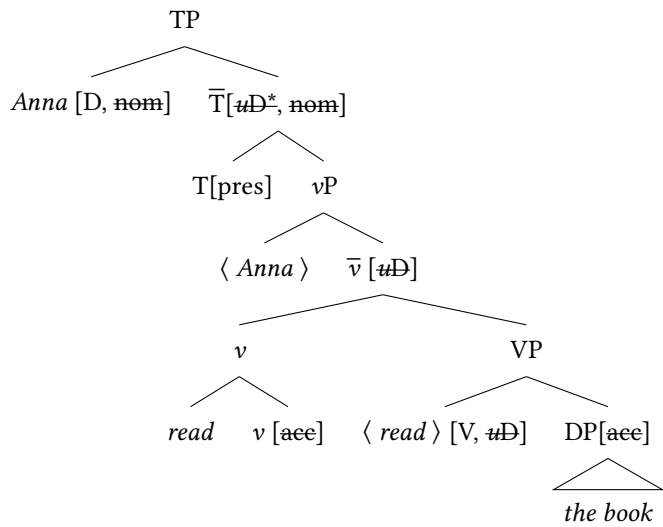 TP
Anna [D, nom] T̅[uD*, nom]
T[pres] vP
⟨ Anna ⟩ v̅ [uD]
v VP
read v [acc] ⟨ read ⟩ [V, uD] DP[acc]
the book